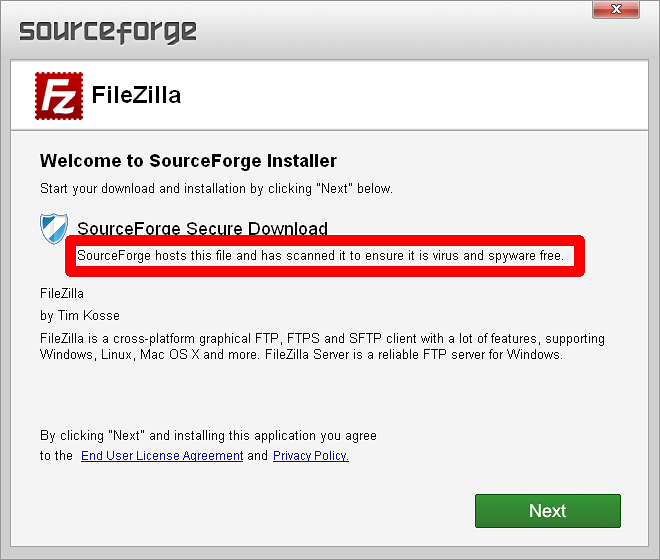 sourceforge
x
Fz
FileZilla
Welcome to SourceForge Installer
Start your download and installation by clicking "Next" below.
SourceForge Secure Download
SourceForge hosts this file and has scanned it to ensure it is virus and spyware free.
FileZilla
by Tim Kosse
FileZilla is a cross-platform graphical FTP, FTPS and SFTP client with a lot of features, supporting
Windows, Linux, Mac OS X and more. FileZilla Server is a reliable FTP server for Windows.
By clicking "Next" and installing this application you agree
to the End User License Agreement and Privacy Policy.
Next